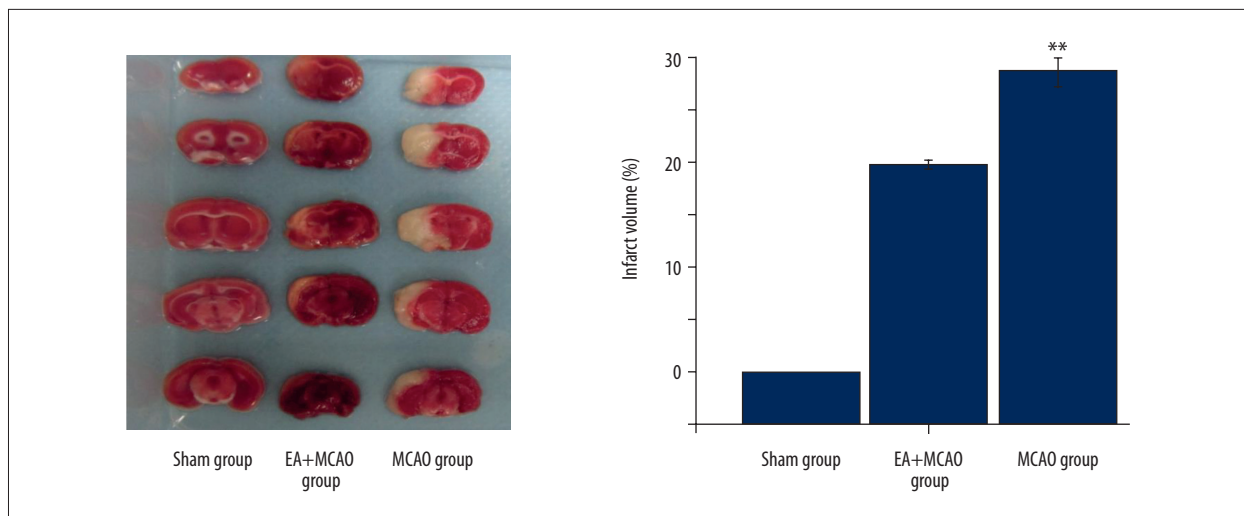 Sham group
EA+MCAO
group
MCAO group
Infarct volume (%)
30
20
10
0
**
Sham group
EA+MCAO
group
MCAO group